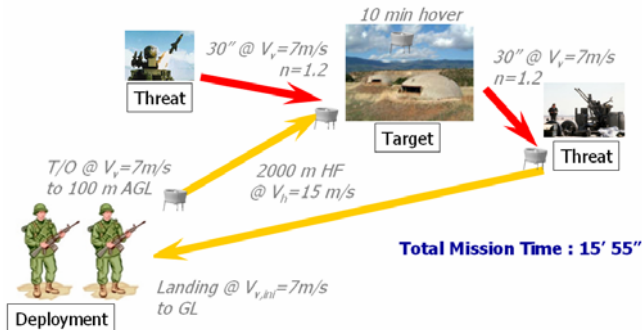 10 min hover
30" @ Vv=7m/s
n=1.2
30" @ Vv=7m/s
n=1.2
Threat
Target
Threat
T/O @ Vv=7m/s
to 100 m AGL
2000 m HF
@ Vh=15 m/s
Total Mission Time : 15' 55"
Landing @ Vv,ini=7m/s
to GL
Deployment